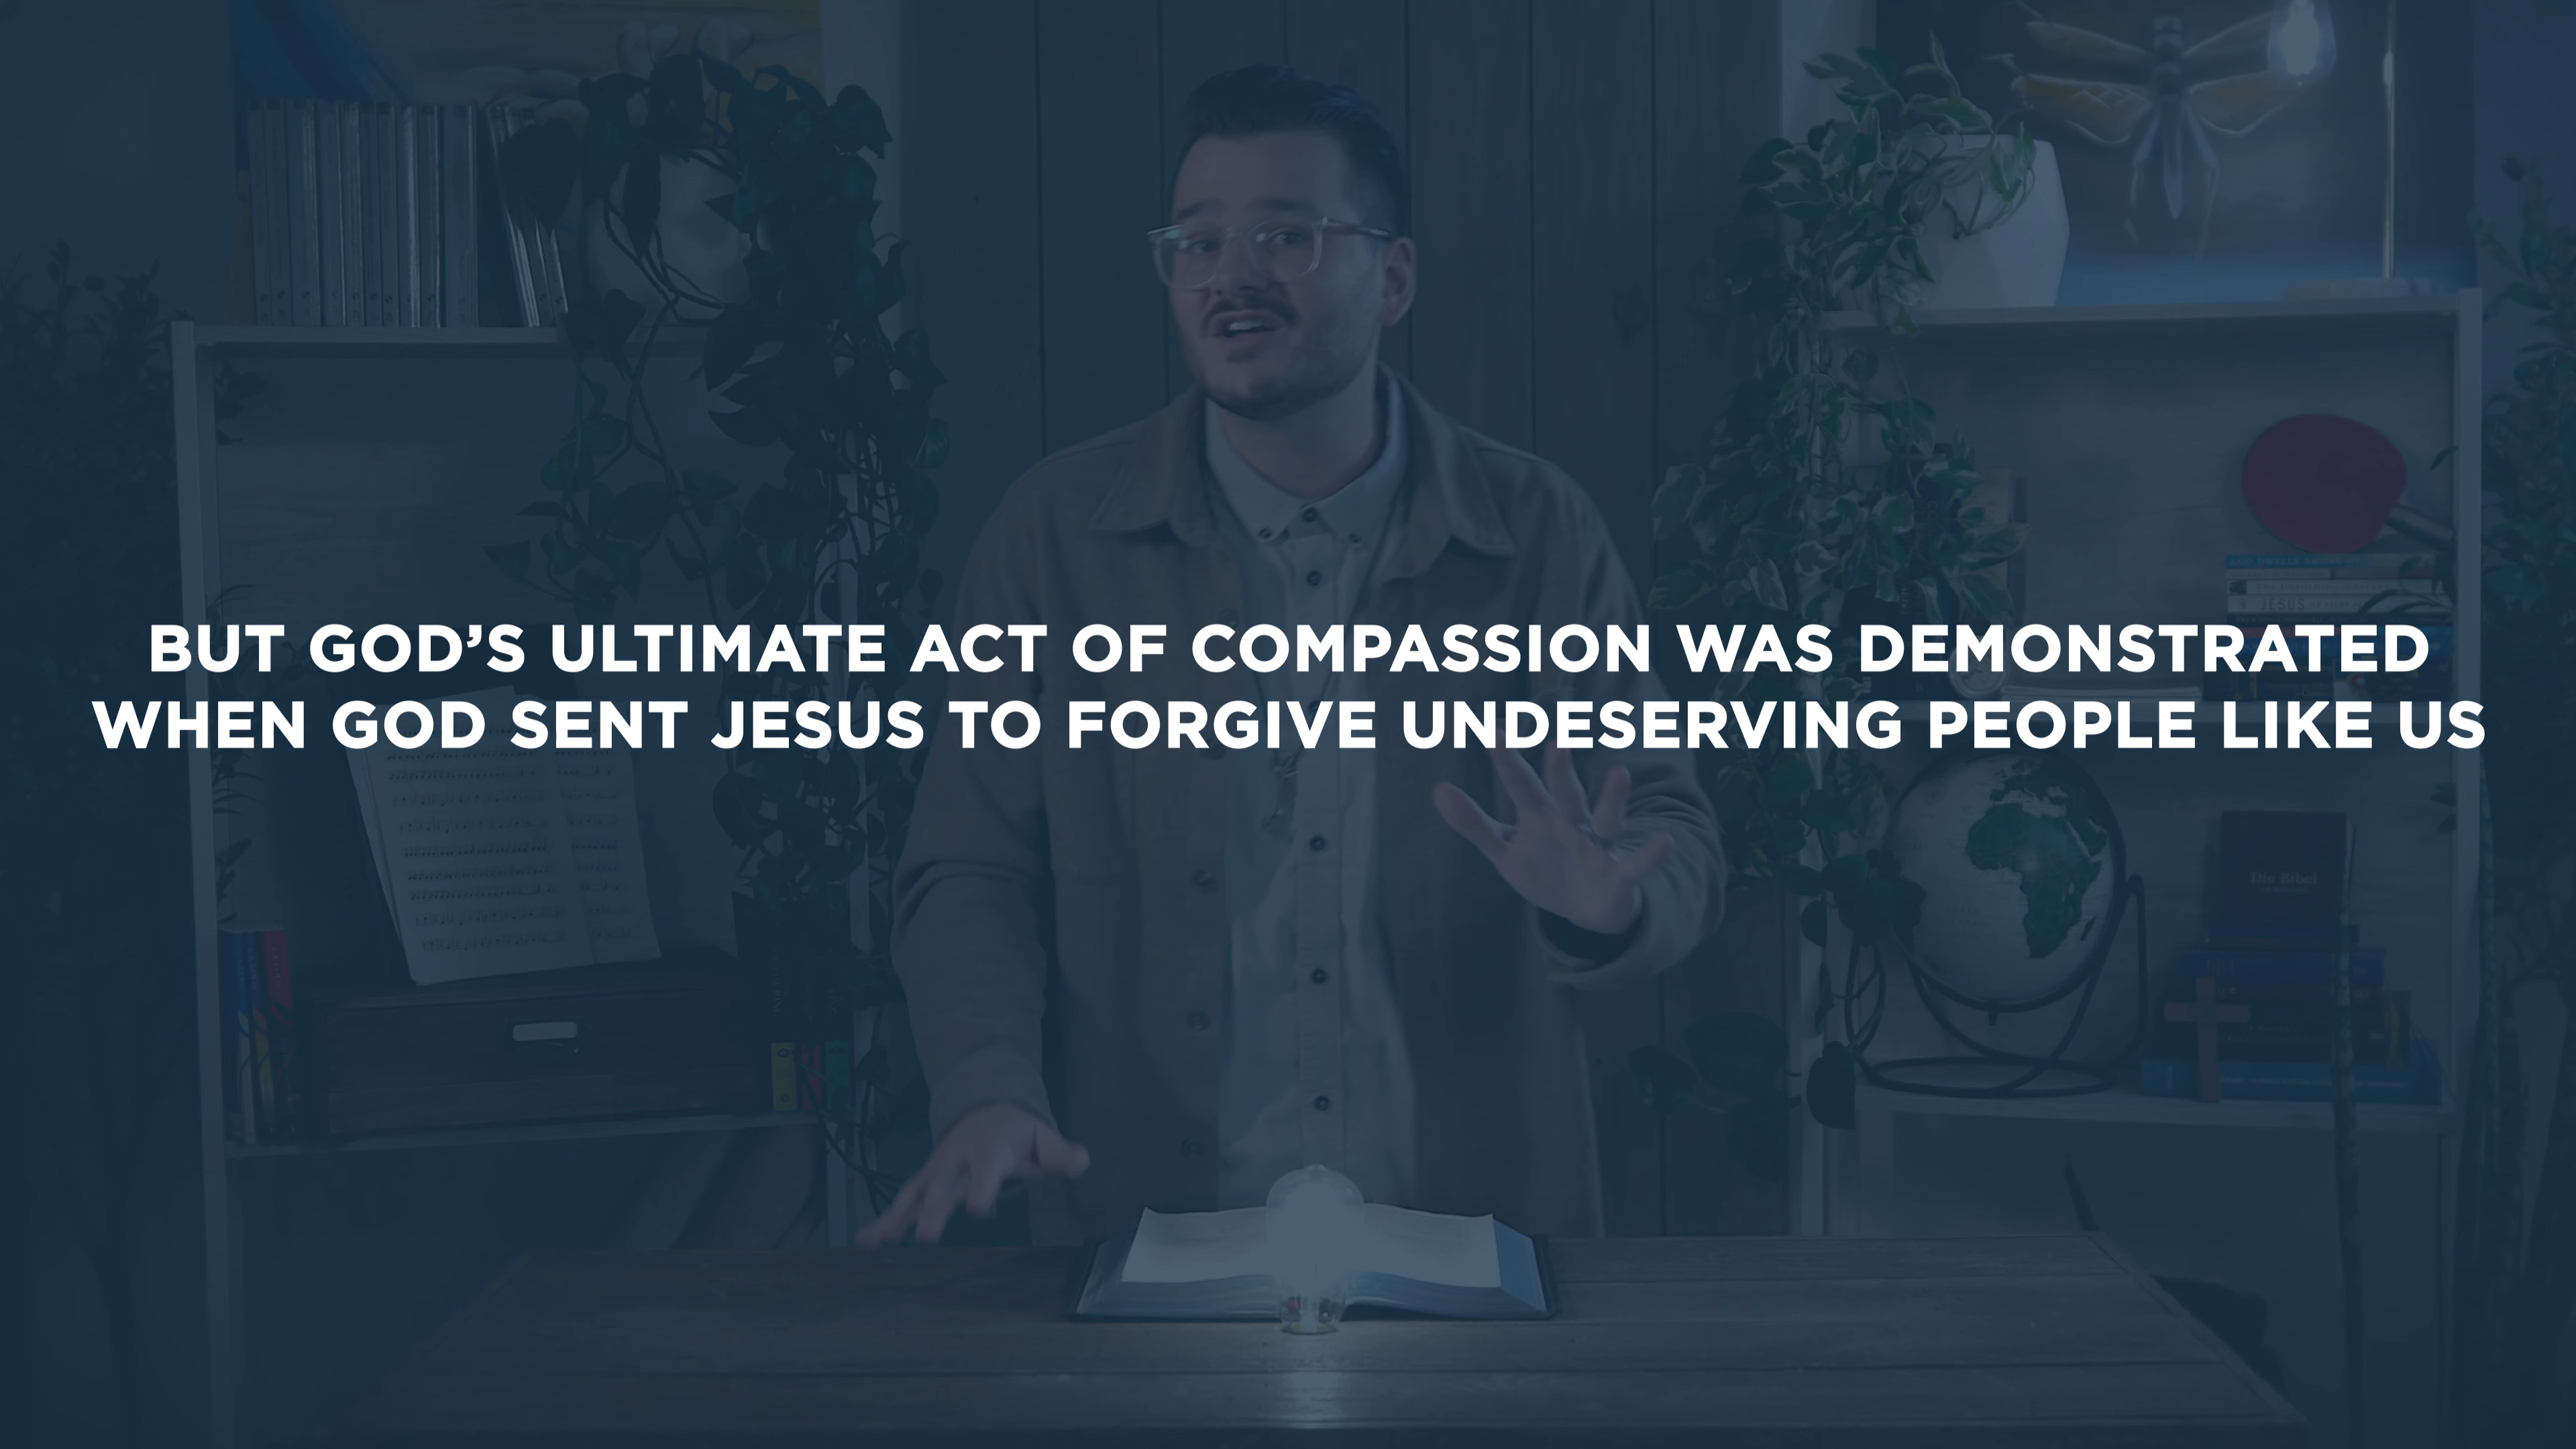 JESUS
BUT GOD’S ULTIMATE ACT OF COMPASSION WAS DEMONSTRATED
WHEN GOD SENT JESUS TO FORGIVE UNDESERVING PEOPLE LIKE US
Die Bibel